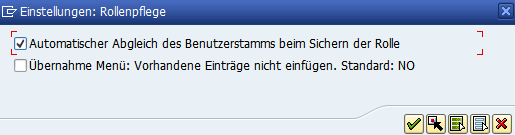 Einstellungen: Rollenpflege
Automatischer Abgleich des Benutzerstamms beim Sichern der Rolle
Übernahme Menü: Vorhandene Einträge nicht einfügen. Standard: NO